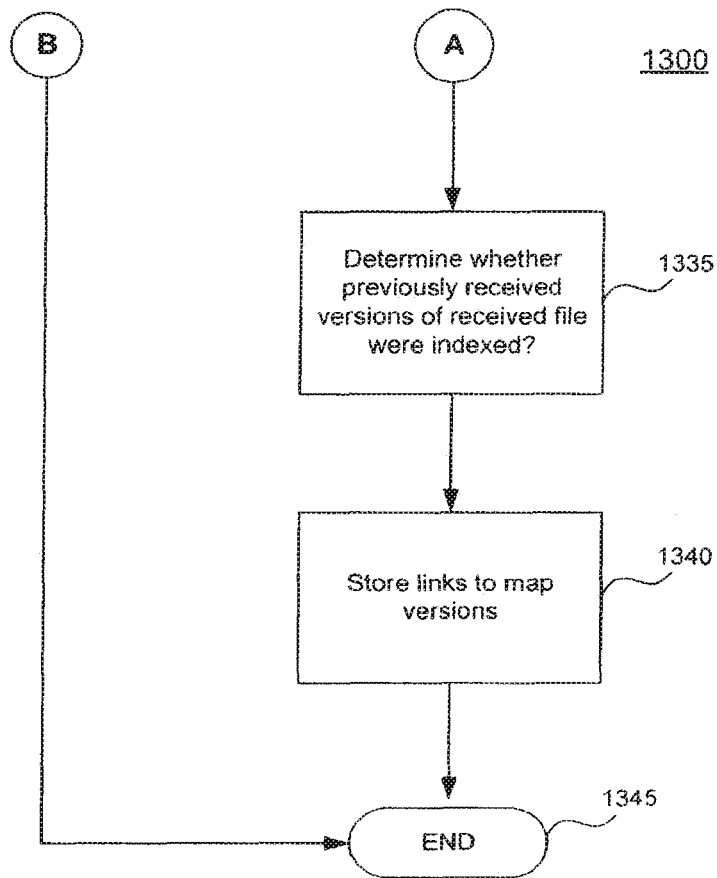 B
A
1300
Determine whether
previously received
versions of received file
were indexed?
1335
Store links to map
versions
1340
END
1345